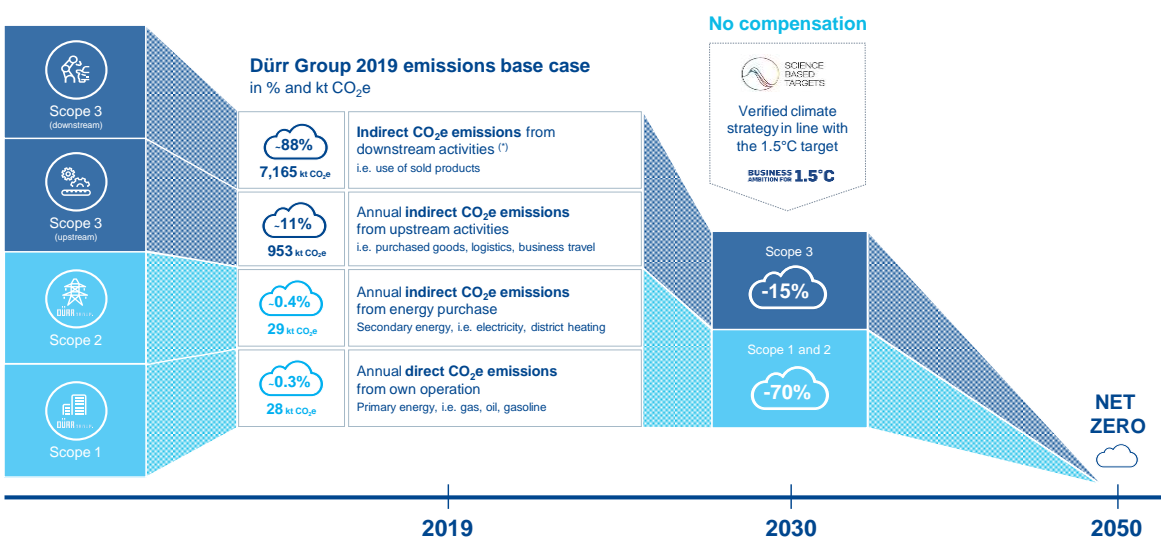 No compensation
SCIENCE
BASED
TARGETS
Verified climate
strategy in line with
the 1.5°C target
BUSINESS
AMBITION FOR 1.5°C
Dürr Group 2019 emissions base case
in % and kt CO₂e
Scope 3
(downstream)
~88%
7,165 kt CO₂e
Indirect CO₂e emissions from
downstream activities (*)
i.e. use of sold products
Scope 3
(upstream)
~11%
953 kt CO₂e
Annual indirect CO₂e emissions
from upstream activities
i.e. purchased goods, logistics, business travel
DÜRR GROUP.
Scope 2
~0.4%
29 kt CO₂e
Annual indirect CO₂e emissions
from energy purchase
Secondary energy, i.e. electricity, district heating
DÜRR
Scope 1
~0.3%
28 kt CO₂e
Annual direct CO₂e emissions
from own operation
Primary energy, i.e. gas, oil, gasoline
Scope 3
-15%
Scope 1 and 2
-70%
NET
ZERO
2019
2030
2050